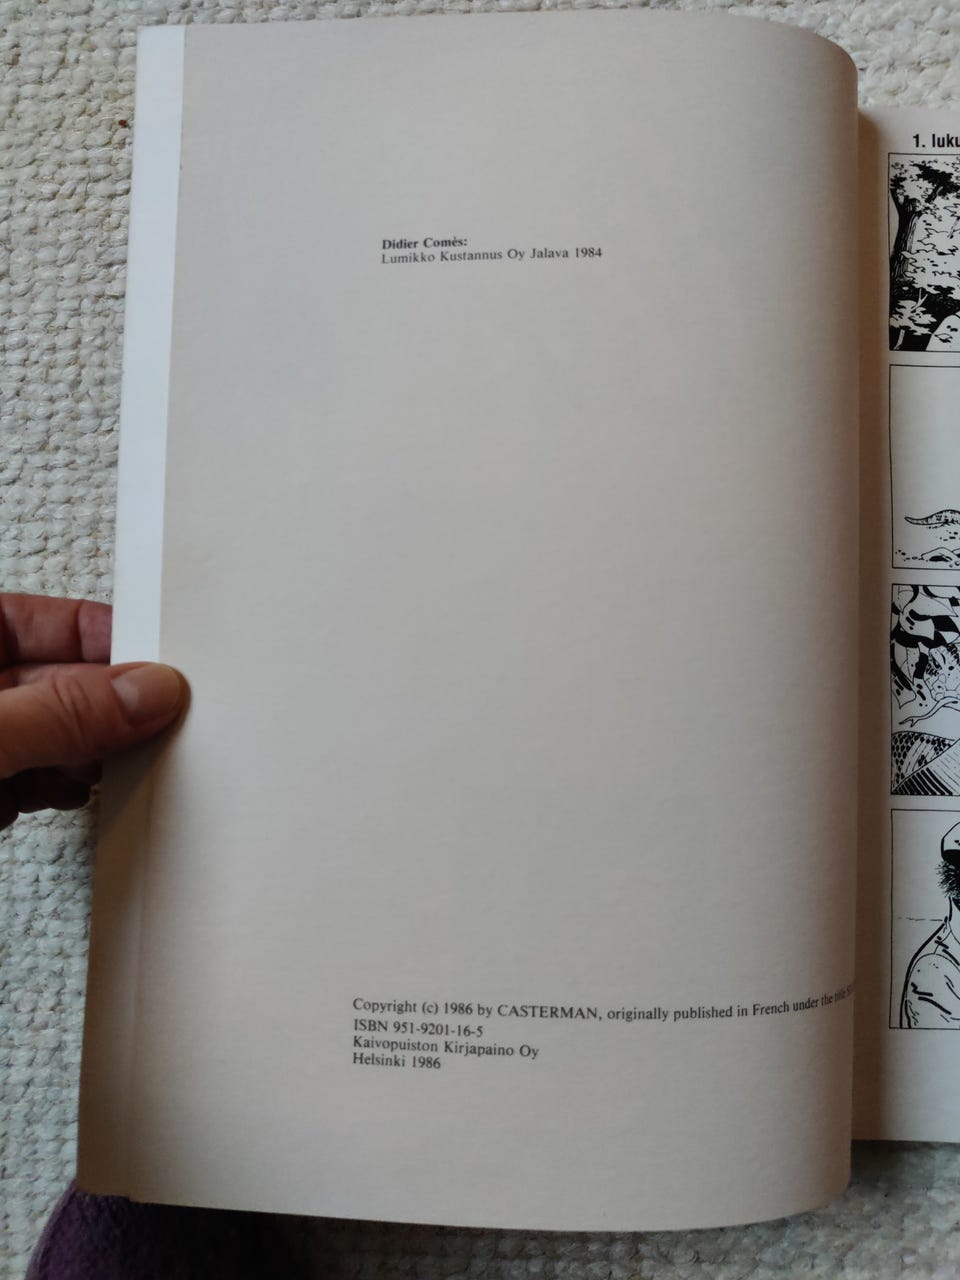 Didier Comès:
Lumikko Kustannus Oy Jalava 1984
1. luku
Copyright (c) 1986 by CASTERMAN, originally published in French under the title
ISBN 951-9201-16-5
Kaivopuiston Kirjapaino Oy
Helsinki 1986